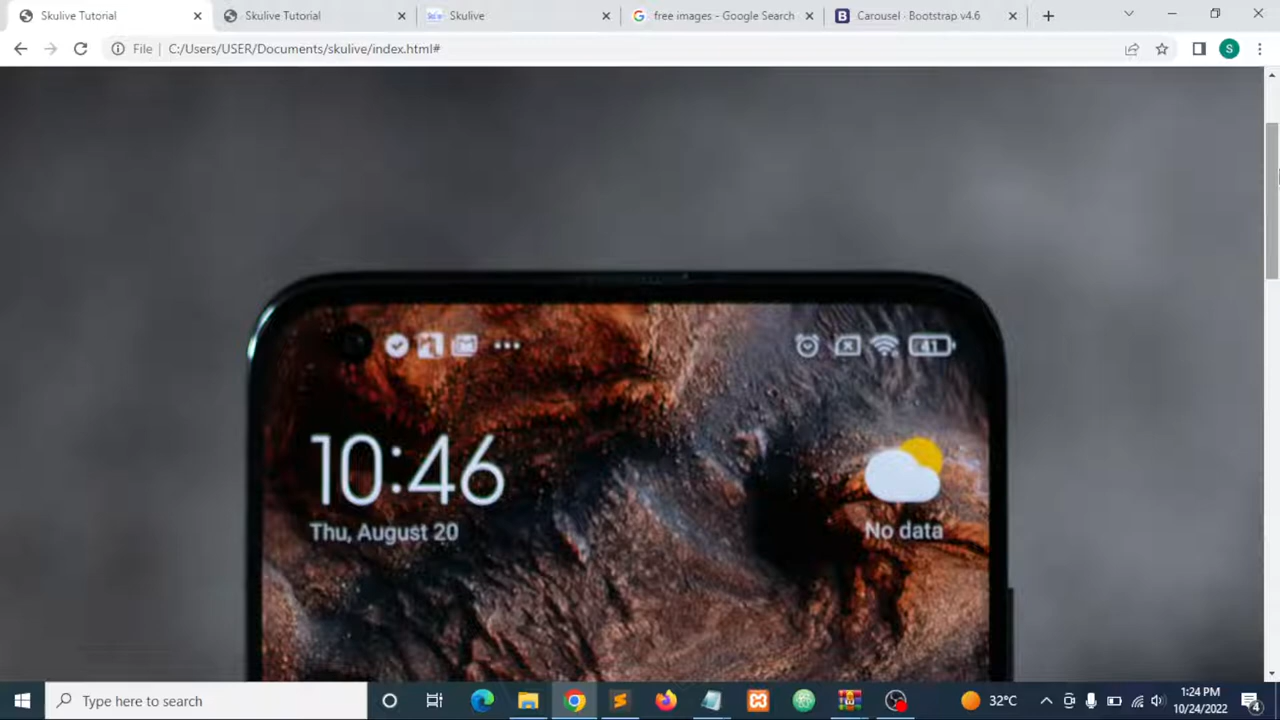 Skulive Tutorial
Skulive Tutorial
Skulive
free images - Google Search
Carousel · Bootstrap v4.6
File C:/Users/USER/Documents/skulive/index.html#
S
41
10:46
Thu, August 20
No data
Type here to search
32°C
1:24 PM
10/24/2022
4